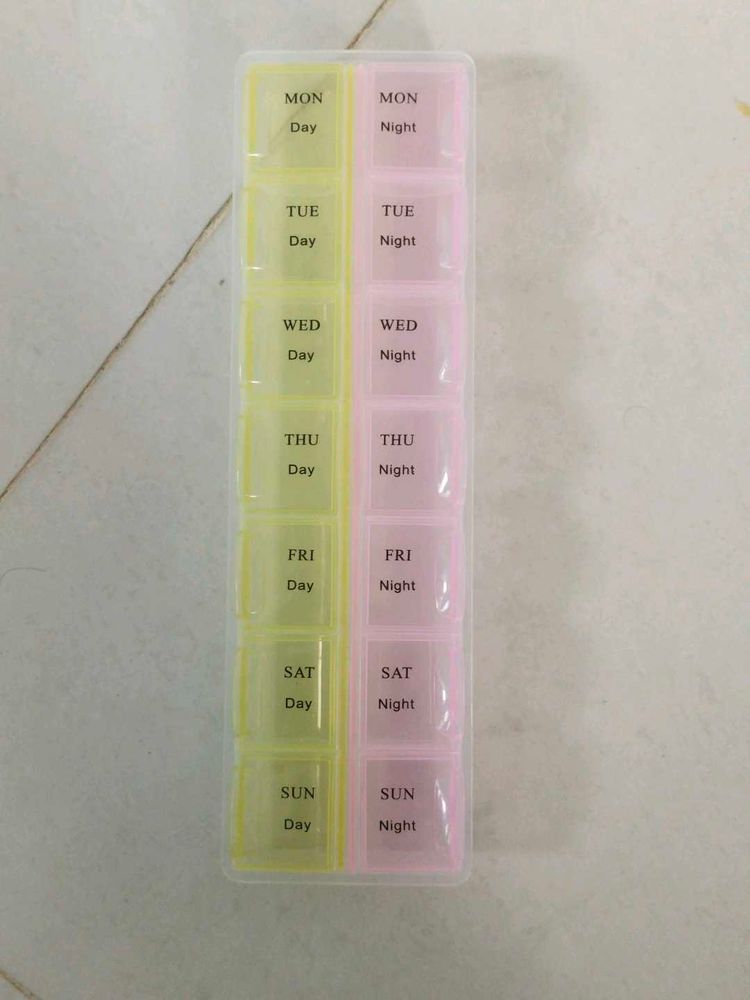 MON MON
Day Night
TUE TUE
Day Night
WED WED
Day Night
THU THU
Day Night
FRI FRI
Day Night
SAT SAT
Day Night
SUN SUN
Day Night